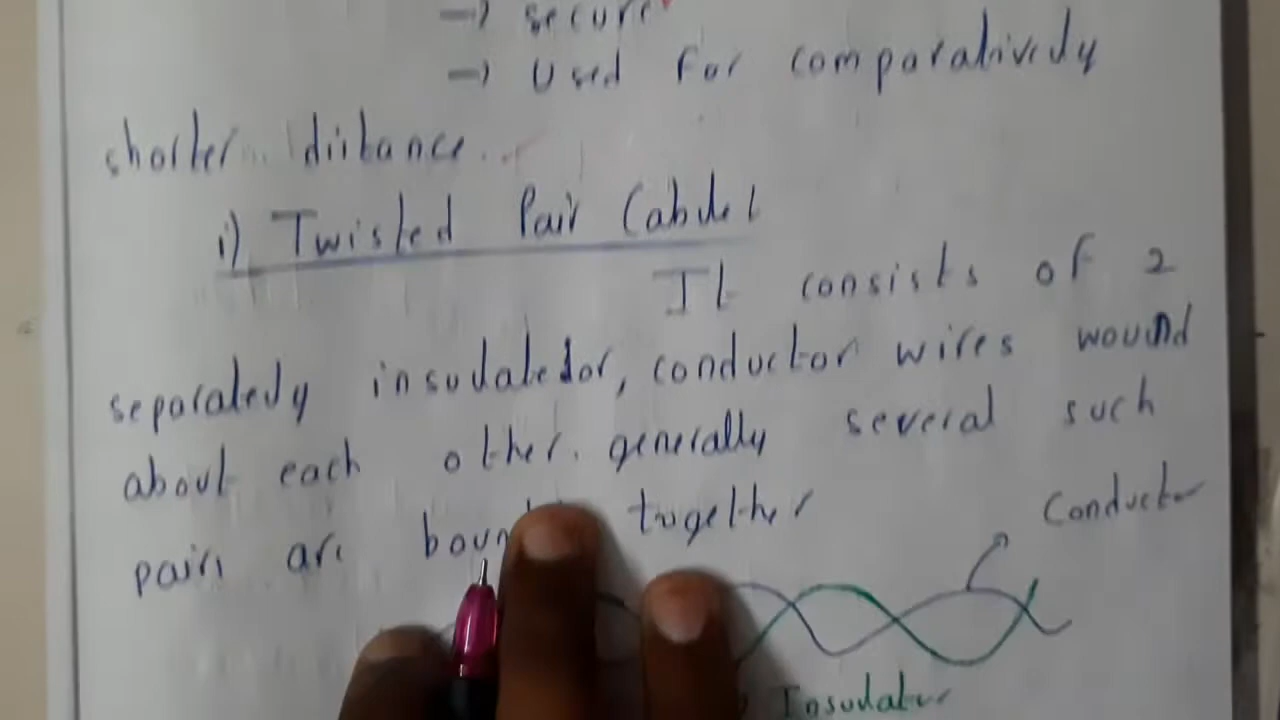 → secure
→ Used for comparatively
shorter distance.
i) Twisted Pair Cable
It consists of 2
separately insulated, conductor wires wound
about each other. generally several such
pairs are together
Conductor
Insulator